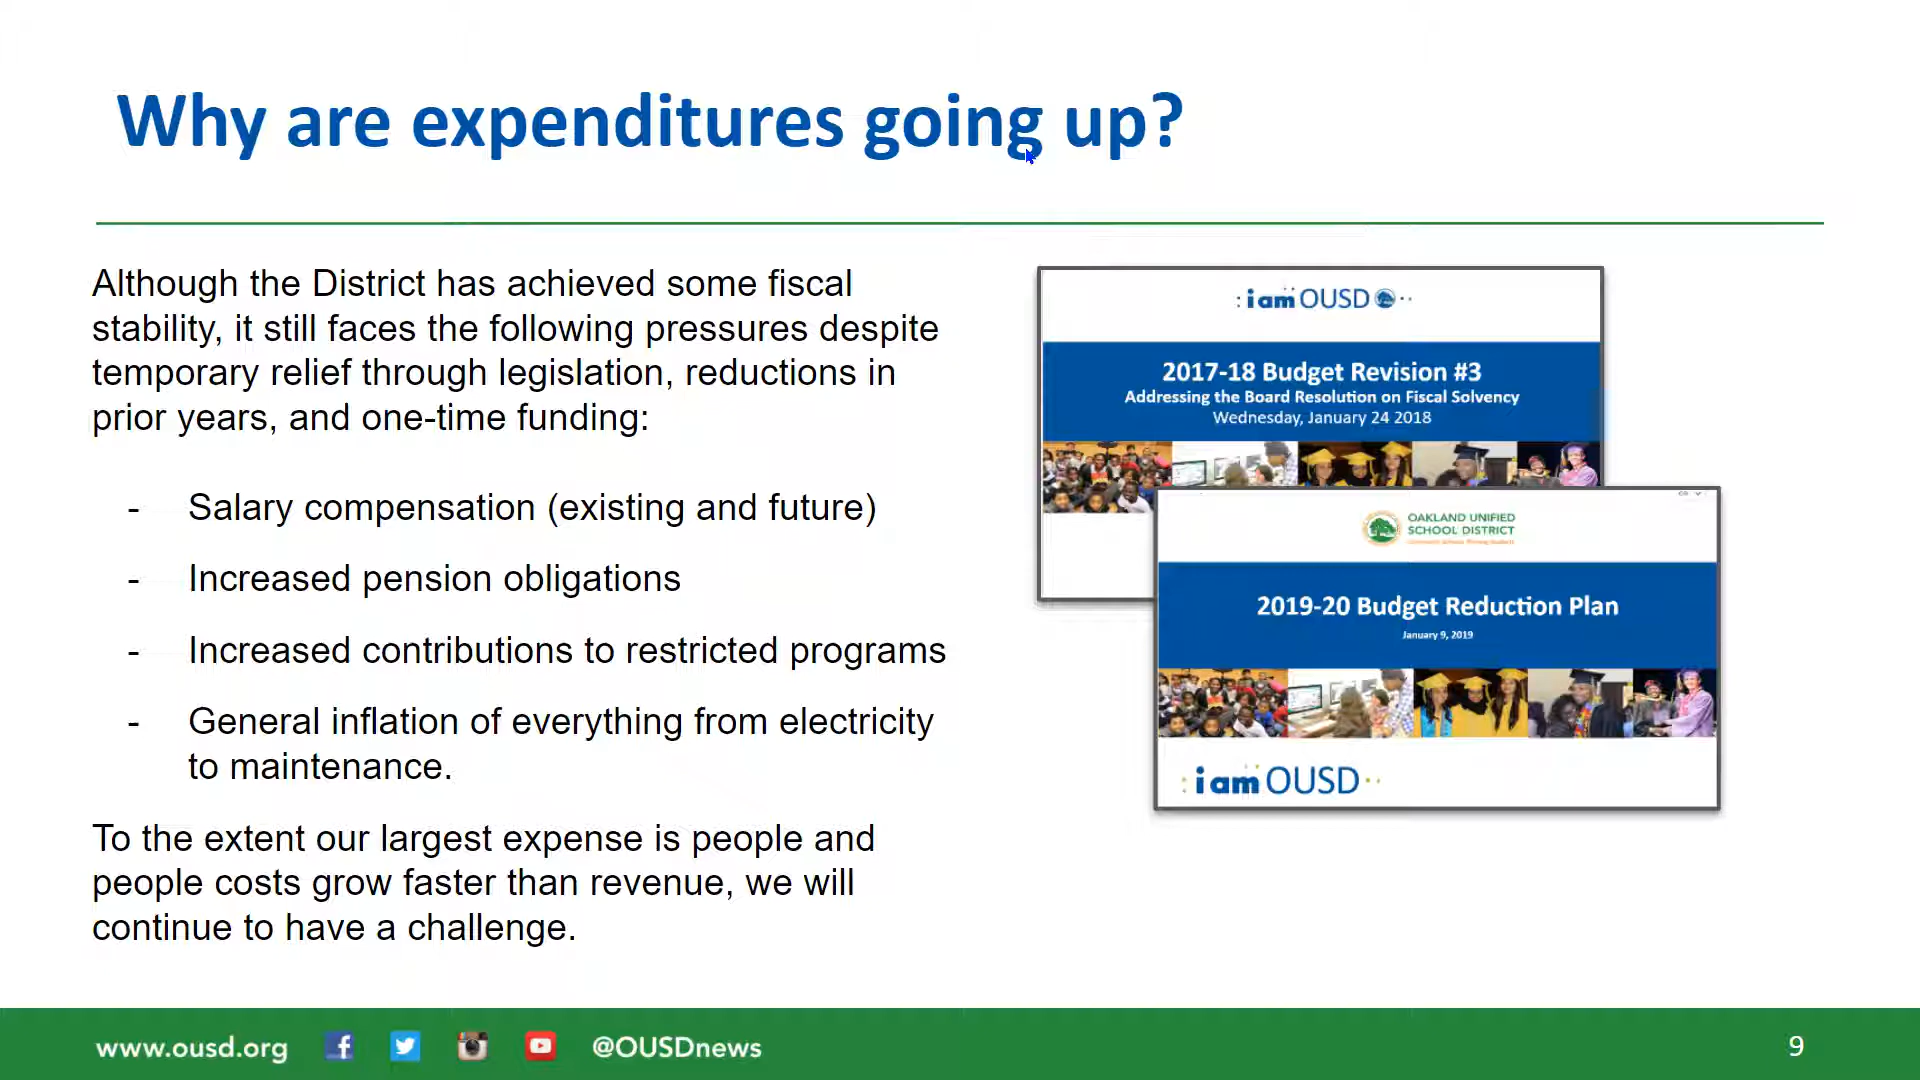 Why are expenditures going up?
Although the District has achieved some fiscal
stability, it still faces the following pressures despite
temporary relief through legislation, reductions in
prior years, and one-time funding:
- Salary compensation (existing and future)
- Increased pension obligations
- Increased contributions to restricted programs
- General inflation of everything from electricity
to maintenance.
To the extent our largest expense is people and
people costs grow faster than revenue, we will
continue to have a challenge.
i am OUSD
2017-18 Budget Revision #3
Addressing the Board Resolution on Fiscal Solvency
Wednesday, January 24 2018
OAKLAND UNIFIED
SCHOOL DISTRICT
2019-20 Budget Reduction Plan
January 9, 2019
i am OUSD
www.ousd.org
@OUSDnews
9